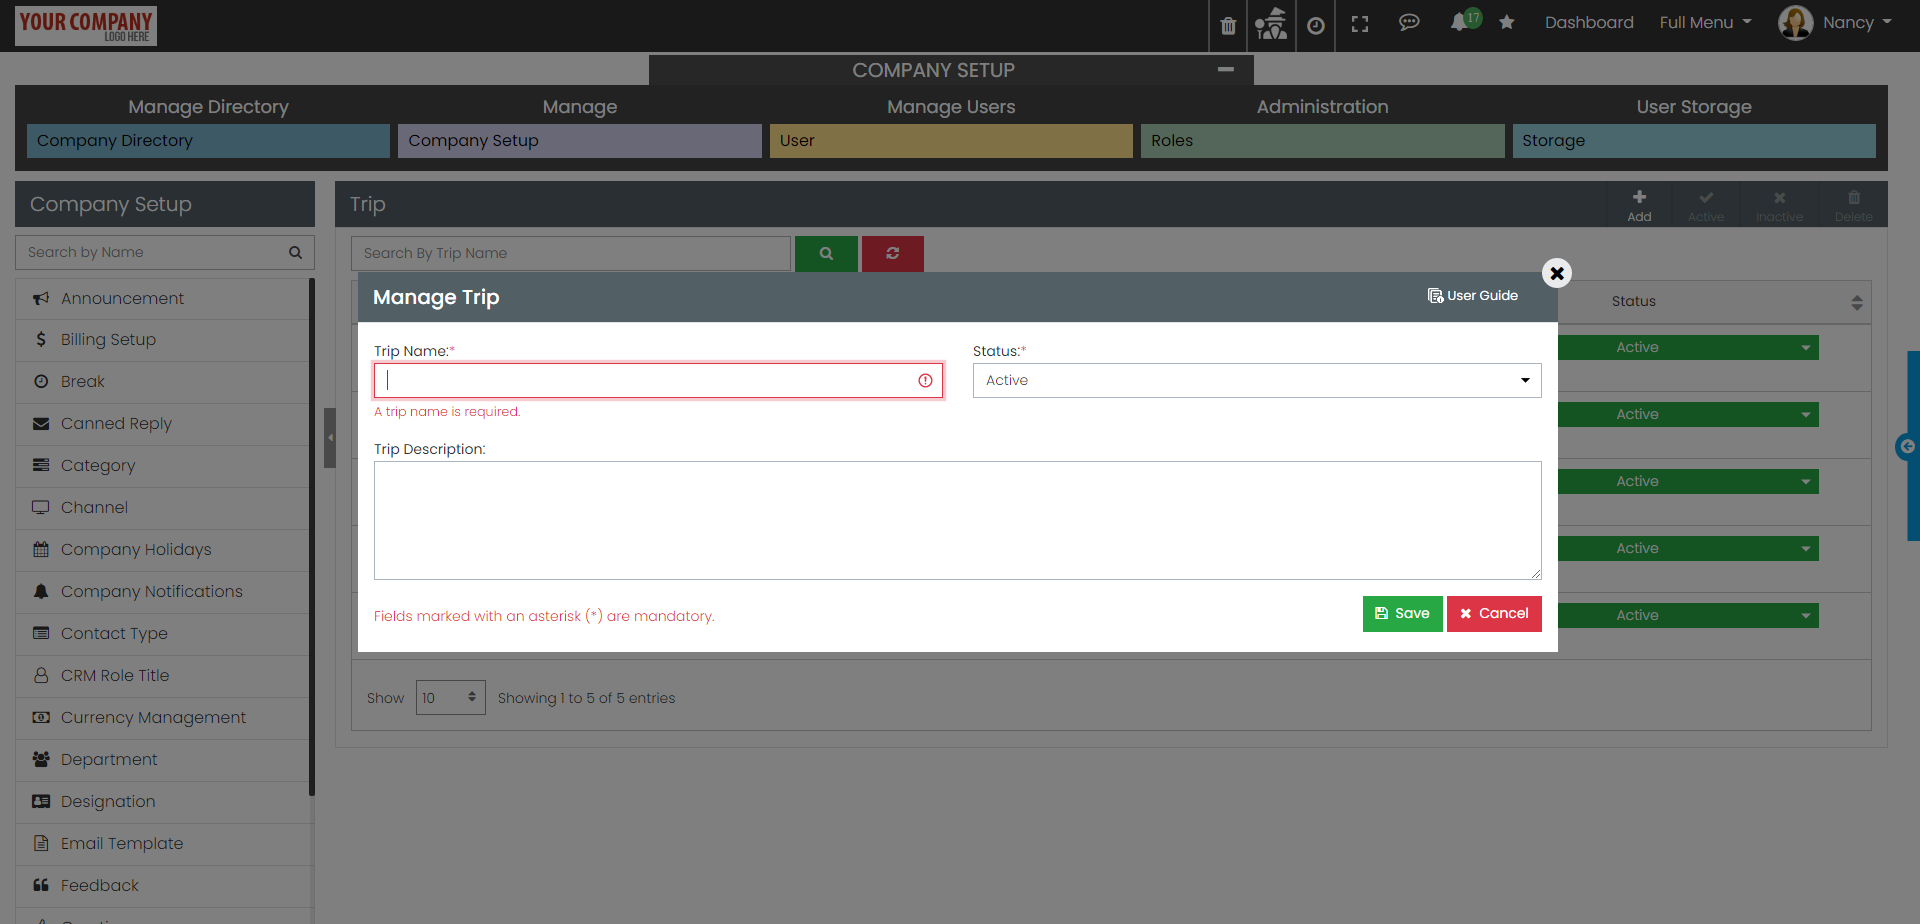 YOUR COMPANY
LOGO HERE
17
Dashboard
Full Menu
Nancy
COMPANY SETUP
Manage Directory
Manage
Manage Users
Administration
User Storage
Company Directory
Company Setup
User
Roles
Storage
Company Setup
Search by Name
Announcement
Billing Setup
Break
Canned Reply
Category
Channel
Company Holidays
Company Notifications
Contact Type
CRM Role Title
Currency Management
Department
Designation
Email Template
Feedback
Trip
Add
Active
Inactive
Delete
Search By Trip Name
Status
Active
Active
Active
Active
Active
Manage Trip
User Guide
Trip Name:*
A trip name is required.
Status:*
Active
Trip Description:
Fields marked with an asterisk (*) are mandatory.
Save
Cancel
Show 10 Showing 1 to 5 of 5 entries